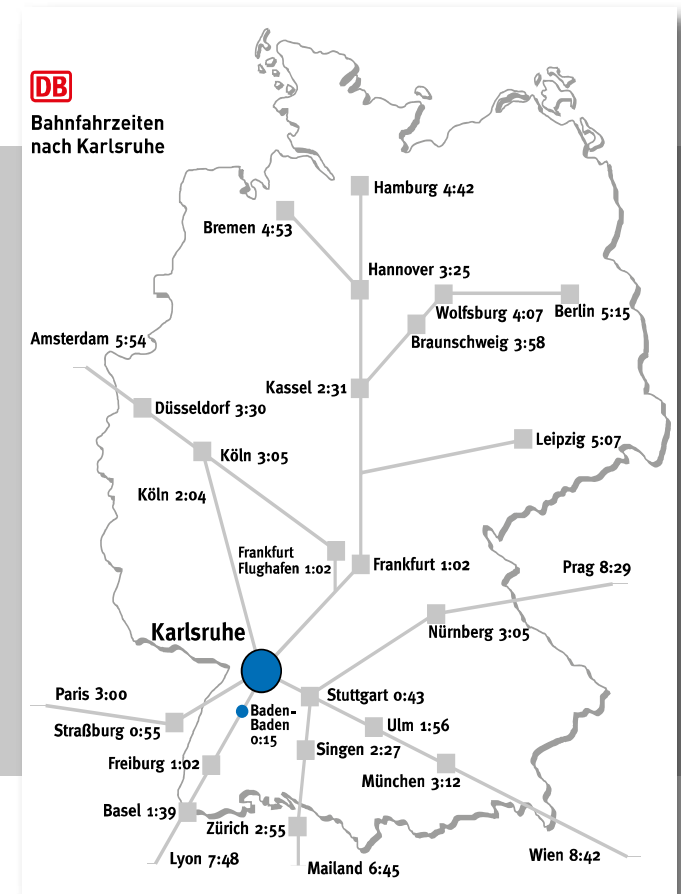 DB
Bahnfahrzeiten
nach Karlsruhe
Hamburg 4:42
Bremen 4:53
Hannover 3:25
Wolfsburg 4:07
Berlin 5:15
Braunschweig 3:58
Amsterdam 5:54
Kassel 2:31
Düsseldorf 3:30
Leipzig 5:07
Köln 3:05
Köln 2:04
Frankfurt
Flughafen 1:02
Frankfurt 1:02
Prag 8:29
Nürnberg 3:05
Karlsruhe
Paris 3:00
Stuttgart 0:43
Straßburg 0:55
Baden-
Baden
0:15
Ulm 1:56
Singen 2:27
Freiburg 1:02
München 3:12
Basel 1:39
Zürich 2:55
Lyon 7:48
Mailand 6:45
Wien 8:42